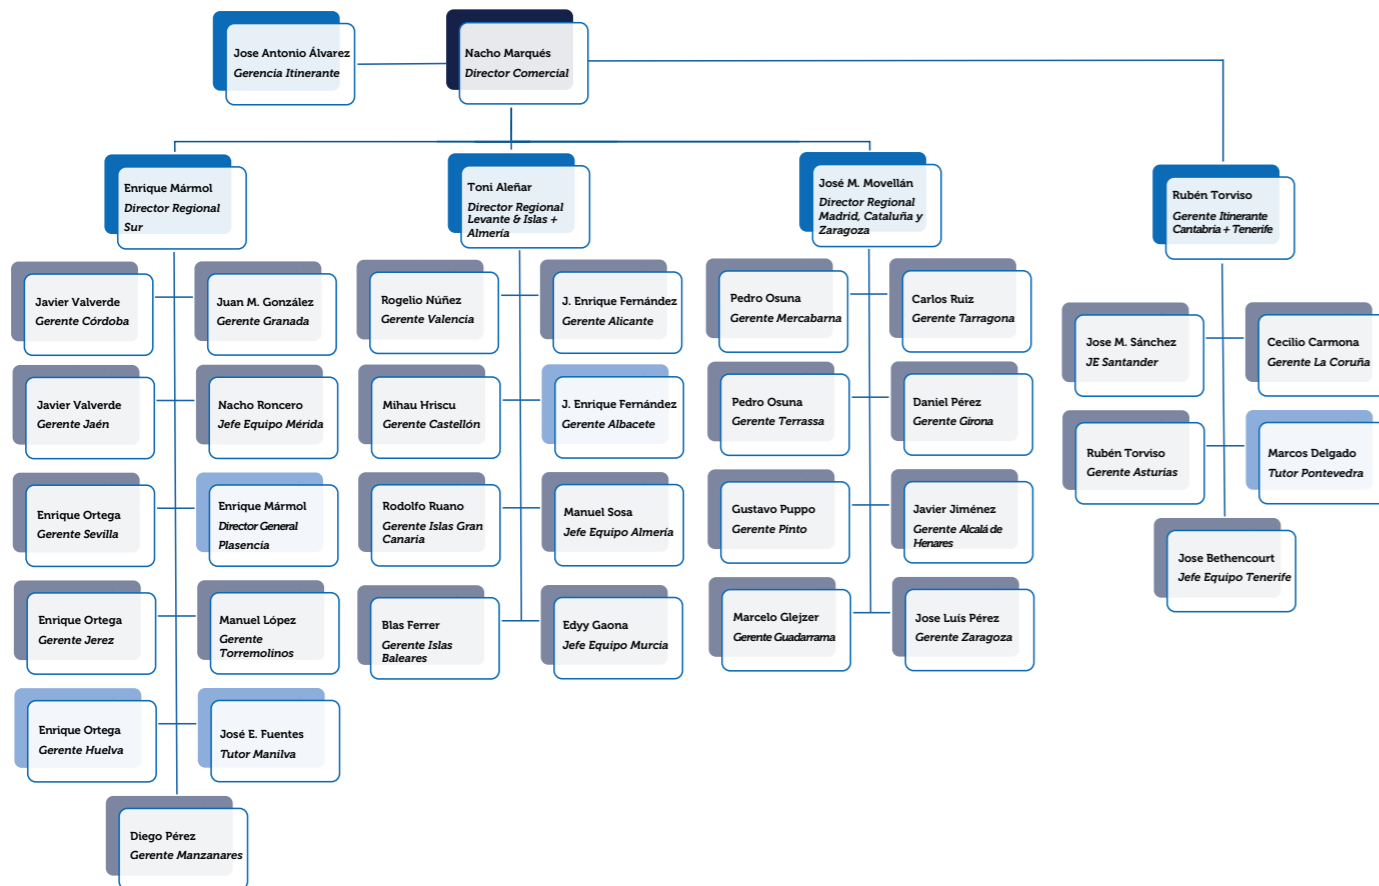 Jose Antonio Álvarez
Gerencia Itinerante
Nacho Marqués
Director Comercial
Enrique Mármol
Director Regional
Sur
Toni Aleñar
Director Regional
Levante & Islas +
Almería
José M. Movellán
Director Regional
Madrid, Cataluña y
Zaragoza
Rubén Torviso
Gerente Itinerante
Cantabria + Tenerife
Javier Valverde
Gerente Córdoba
Juan M. González
Gerente Granada
Javier Valverde
Gerente Jaén
Nacho Roncero
Jefe Equipo Mérida
Enrique Ortega
Gerente Sevilla
Enrique Mármol
Director General
Plasencia
Enrique Ortega
Gerente Jerez
Manuel López
Gerente
Torremolinos
Enrique Ortega
Gerente Huelva
José E. Fuentes
Tutor Manilva
Diego Pérez
Gerente Manzanares
Rogelio Núñez
Gerente Valencia
J. Enrique Fernández
Gerente Alicante
Mihau Hriscu
Gerente Castellón
J. Enrique Fernández
Gerente Albacete
Rodolfo Ruano
Gerente Islas Gran
Canaria
Manuel Sosa
Jefe Equipo Almería
Blas Ferrer
Gerente Islas
Baleares
Edyy Gaona
Jefe Equipo Murcia
Pedro Osuna
Gerente Mercabarna
Carlos Ruiz
Gerente Tarragona
Pedro Osuna
Gerente Terrassa
Daniel Pérez
Gerente Girona
Gustavo Puppo
Gerente Pinto
Javier Jiménez
Gerente Alcalá de
Henares
Marcelo Glejzer
Gerente Guadarrama
Jose Luís Pérez
Gerente Zaragoza
Jose M. Sánchez
JE Santander
Cecilio Carmona
Gerente La Coruña
Rubén Torviso
Gerente Asturias
Marcos Delgado
Tutor Pontevedra
Jose Bethencourt
Jefe Equipo Tenerife